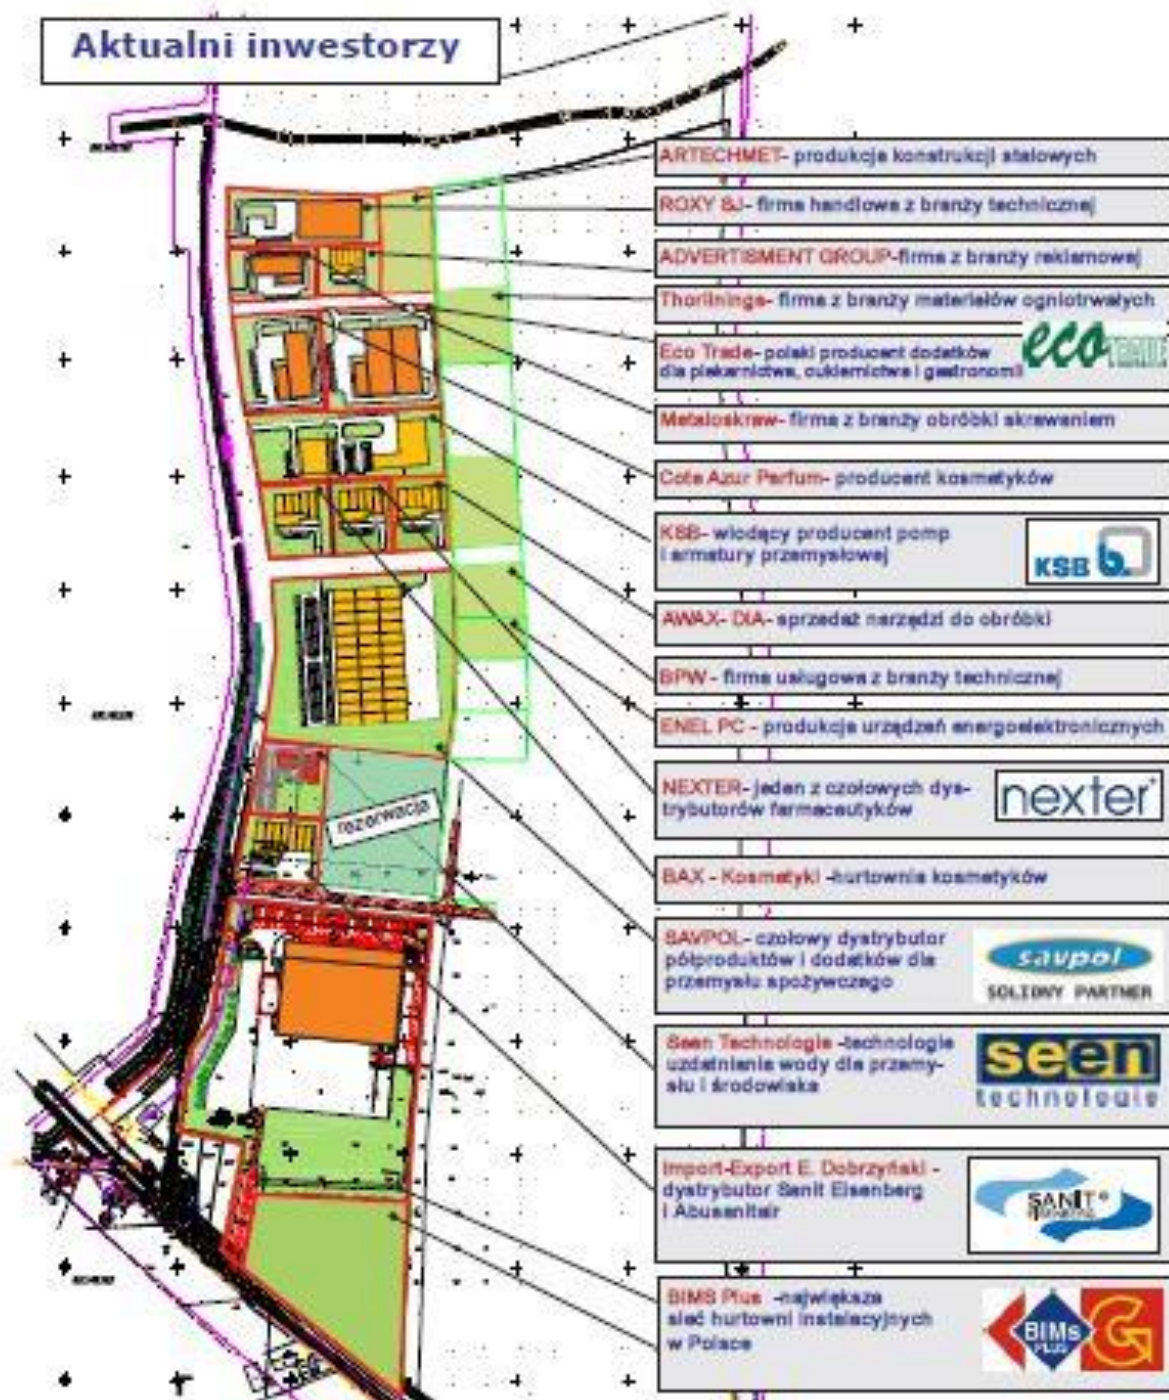 Aktualni inwestorzy
ARTECHMET- produkcja konstrukcji stalowych
ROXY SJ- firma handlowa z branży technicznej
ADVERTISMENT GROUP-firma z branży reklamowej
Thorlinings- firma z branży materiałów ogniotrwałych
Eco Trade- polski producent dodatków
dla piekarnictwa, cukiernictwa i gastronomii
eco TRADE
Metaloskraw- firma z branży obróbki skrawaniem
Cote Azur Parfum- producent kosmetyków
KSB- wiodący producent pomp
i armatury przemysłowej
KSB b.
AWAX- DIA- sprzedaż narzędzi do obróbki
BPW - firma usługowa z branży technicznej
ENEL PC - produkcja urządzeń energoelektronicznych
NEXTER- jeden z czołowych dys-
trybutorów farmaceutyków
nexter
BAX - Kosmetyki -hurtownia kosmetyków
rezerwacja
SAVPOL- czołowy dystrybutor
półproduktów i dodatków dla
przemysłu spożywczego
savpol
SOLIDNY PARTNER
Seen Technologie -technologie
uzdatniania wody dla przemy-
słu i środowiska
seen
technologie
Import-Export E. Dobrzyński -
dystrybutor Sanit Eisenberg
i Abusanitair
SANIT
BIMS Plus -największa
sieć hurtowni instalacyjnych
w Polsce
BIMs
PLUS
G